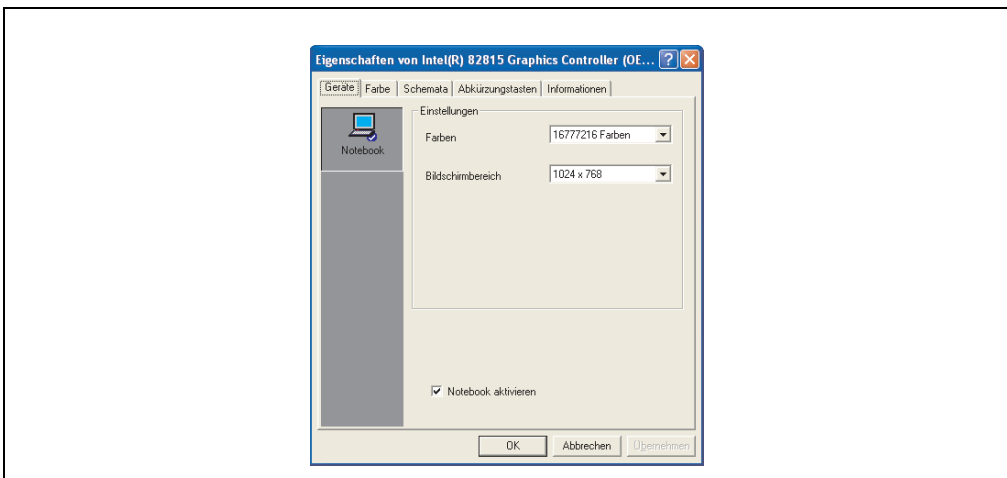 Eigenschaften von Intel(R) 82815 Graphics Controller (OE...
Geräte Farbe Schemata Abkürzungstasten Informationen
Notebook
Einstellungen
Farben 16777216 Farben
Bildschirmbereich 1024 x 768
Notebook aktivieren
OK Abbrechen Übernehmen